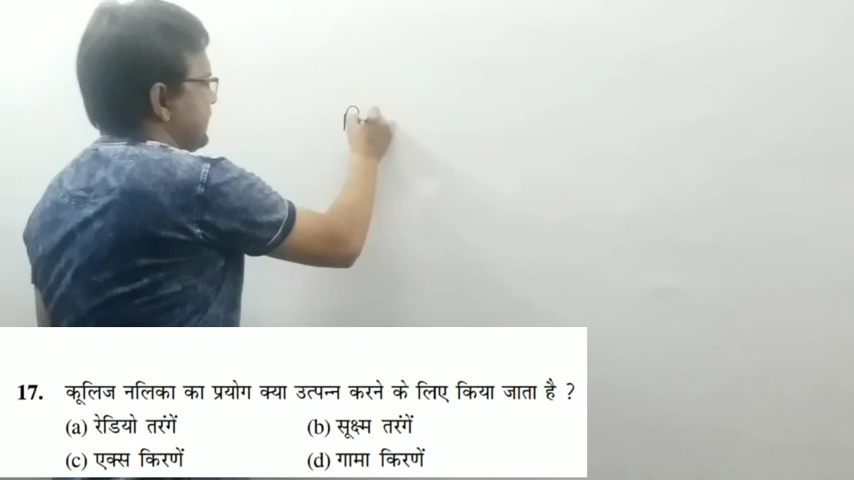 17. कूलिज नलिका का प्रयोग क्या उत्पन्न करने के लिए किया जाता है ?
(a) रेडियो तरंगें (b) सूक्ष्म तरंगें
(c) एक्स किरणें (d) गामा किरणें